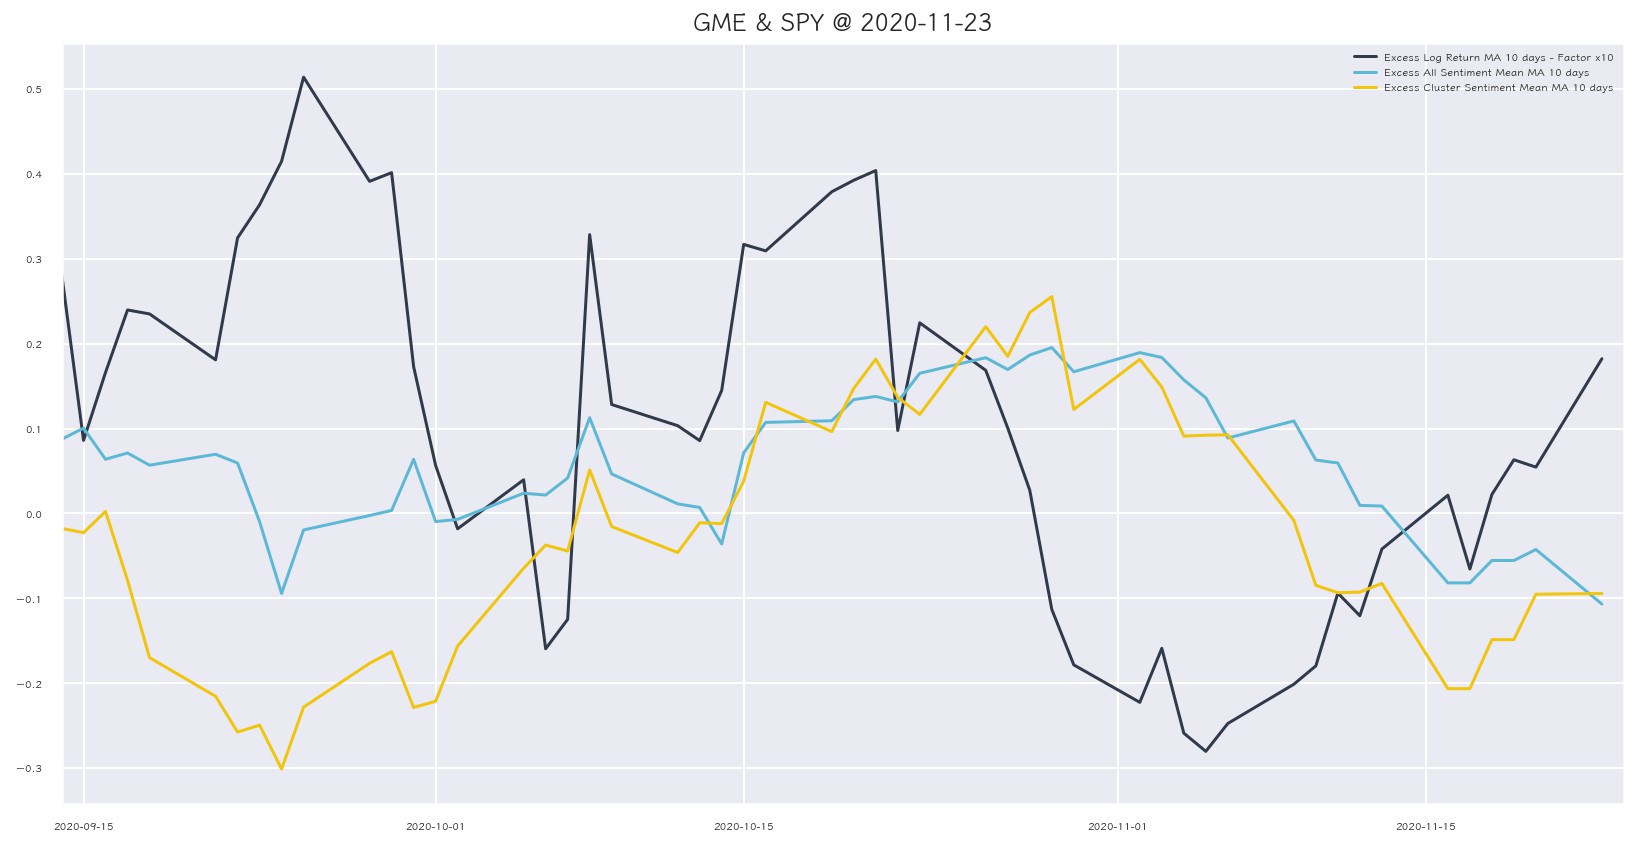 GME & SPY @ 2020-11-23
Excess Log Return MA 10 days - Factor x10
Excess All Sentiment Mean MA 10 days
Excess Cluster Sentiment Mean MA 10 days
0.5
0.4
0.3
0.2
0.1
0.0
−0.1
−0.2
−0.3
2020-09-15 2020-10-01 2020-10-15 2020-11-01 2020-11-15